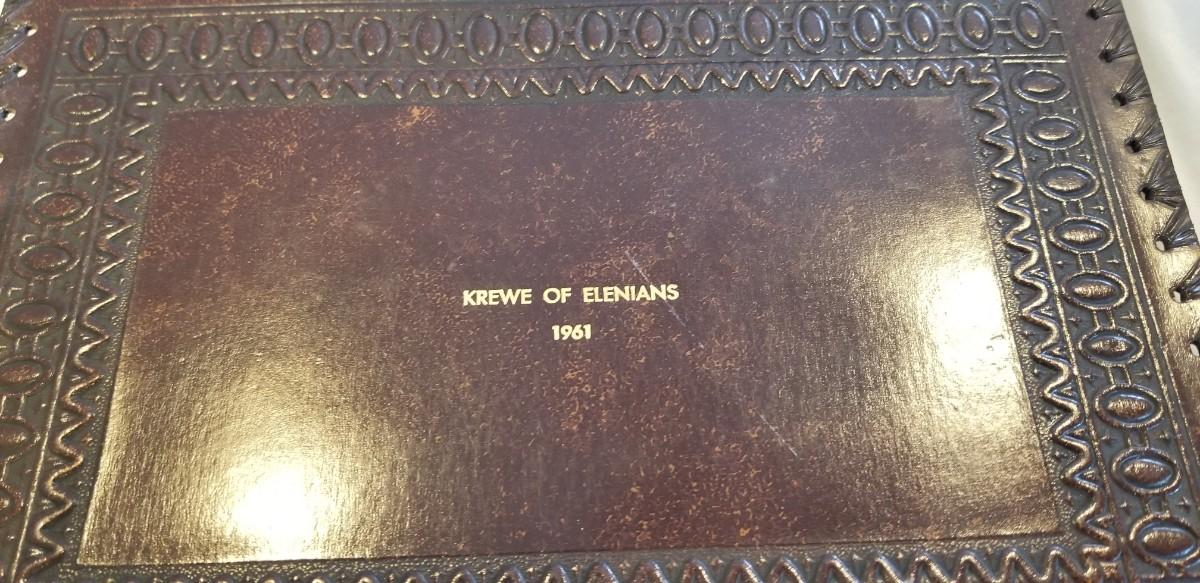 KREWE OF ELENIANS
1961